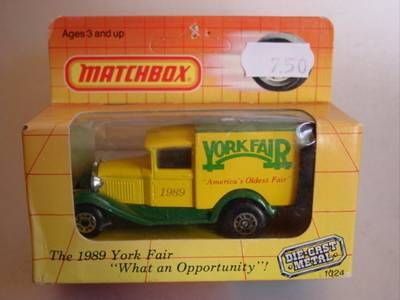 Ages 3 and up
7.50
MATCHBOX
YORK FAIR
"America's Oldest Fair"
1989
The 1989 York Fair
"What an Opportunity"!
DIE-CAST
METAL
1024